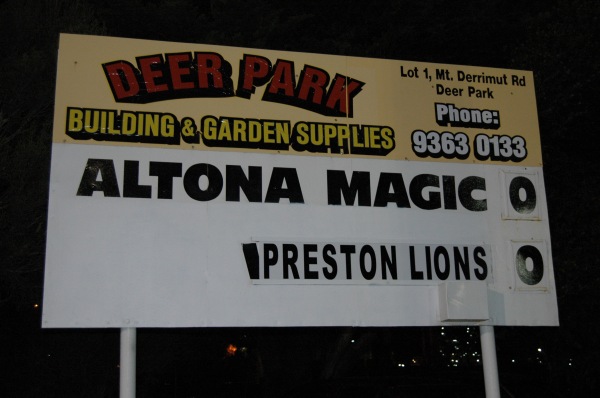 DEER PARK
BUILDING & GARDEN SUPPLIES
Lot 1, Mt. Derrimut Rd
Deer Park
Phone:
9363 0133
ALTONA MAGIC 0
PRESTON LIONS 0